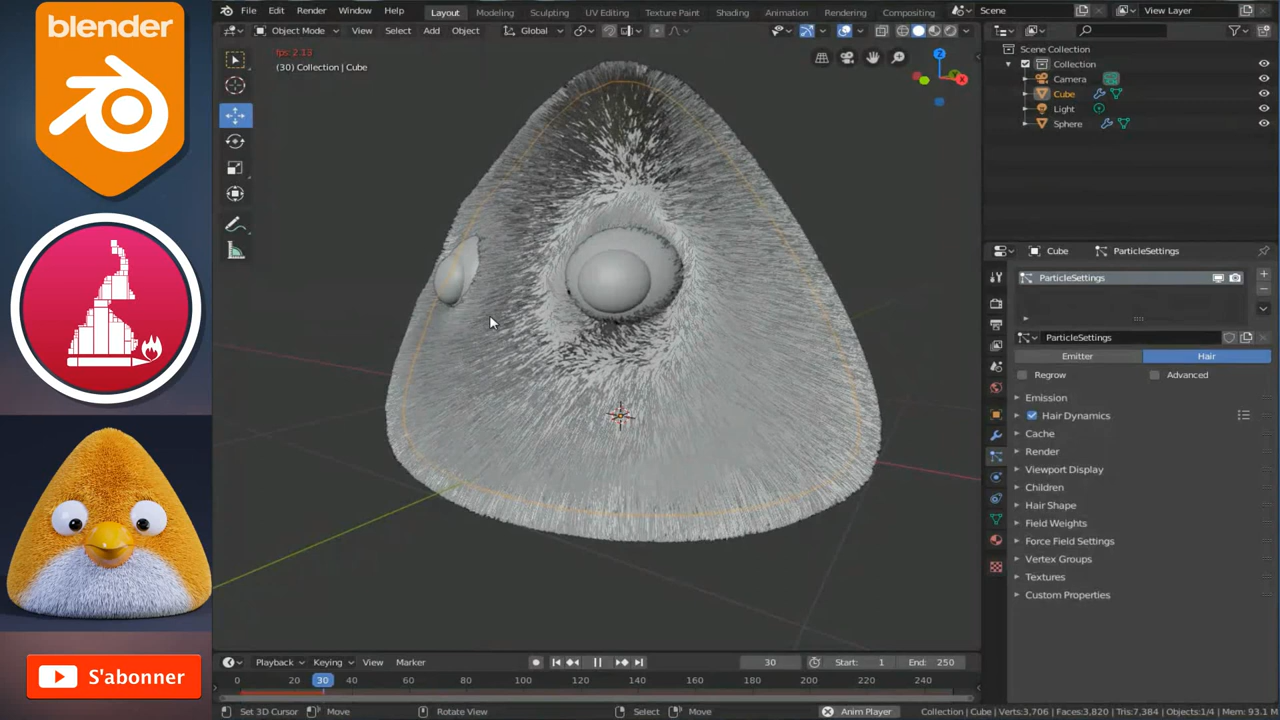 blender
S'abonner
File Edit Render Window Help
Layout Modeling Sculpting UV Editing Texture Paint Shading Animation Rendering Compositing
Scene
View Layer
Object Mode View Select Add Object
Global
fps: 2.13
(30) Collection | Cube
Z
X
Scene Collection
Collection
Camera
Cube
Light
Sphere
Cube ParticleSettings
ParticleSettings
ParticleSettings
Emitter Hair
Regrow Advanced
Emission
Hair Dynamics
Cache
Render
Viewport Display
Children
Hair Shape
Field Weights
Force Field Settings
Vertex Groups
Textures
Custom Properties
Playback Keying View Marker
30 Start: 1 End: 250
0 20 30 40 60 80 100 120 140 160 180 200 220 240
Set 3D Cursor Move Rotate View Select Move Anim Player Collection | Cube | Verts:3,706 | Faces:3,820 | Tris:7,384 | Objects:1/4 | Mem: 93.1 M